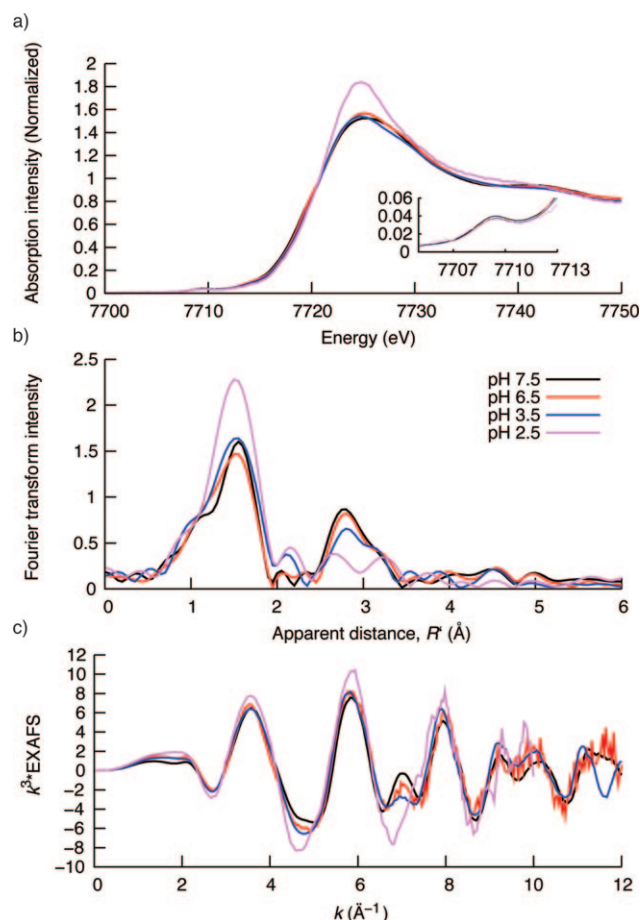 a)
Absorption intensity (Normalized)
2
1.8
1.6
1.4
1.2
1.0
0.8
0.6
0.4
0.2
0
0.06
0.04
0.02
0
7707 7710 7713
7700 7710 7720 7730 7740 7750
Energy (eV)
b)
Fourier transform intensity
2.5
2
1.5
1
0.5
0
pH 7.5
pH 6.5
pH 3.5
pH 2.5
0 1 2 3 4 5 6
Apparent distance, R‘ (Å)
c)
k³*EXAFS
12
10
8
6
4
2
0
-2
-4
-6
-8
-10
0 2 4 6 8 10 12
k (Å⁻¹)